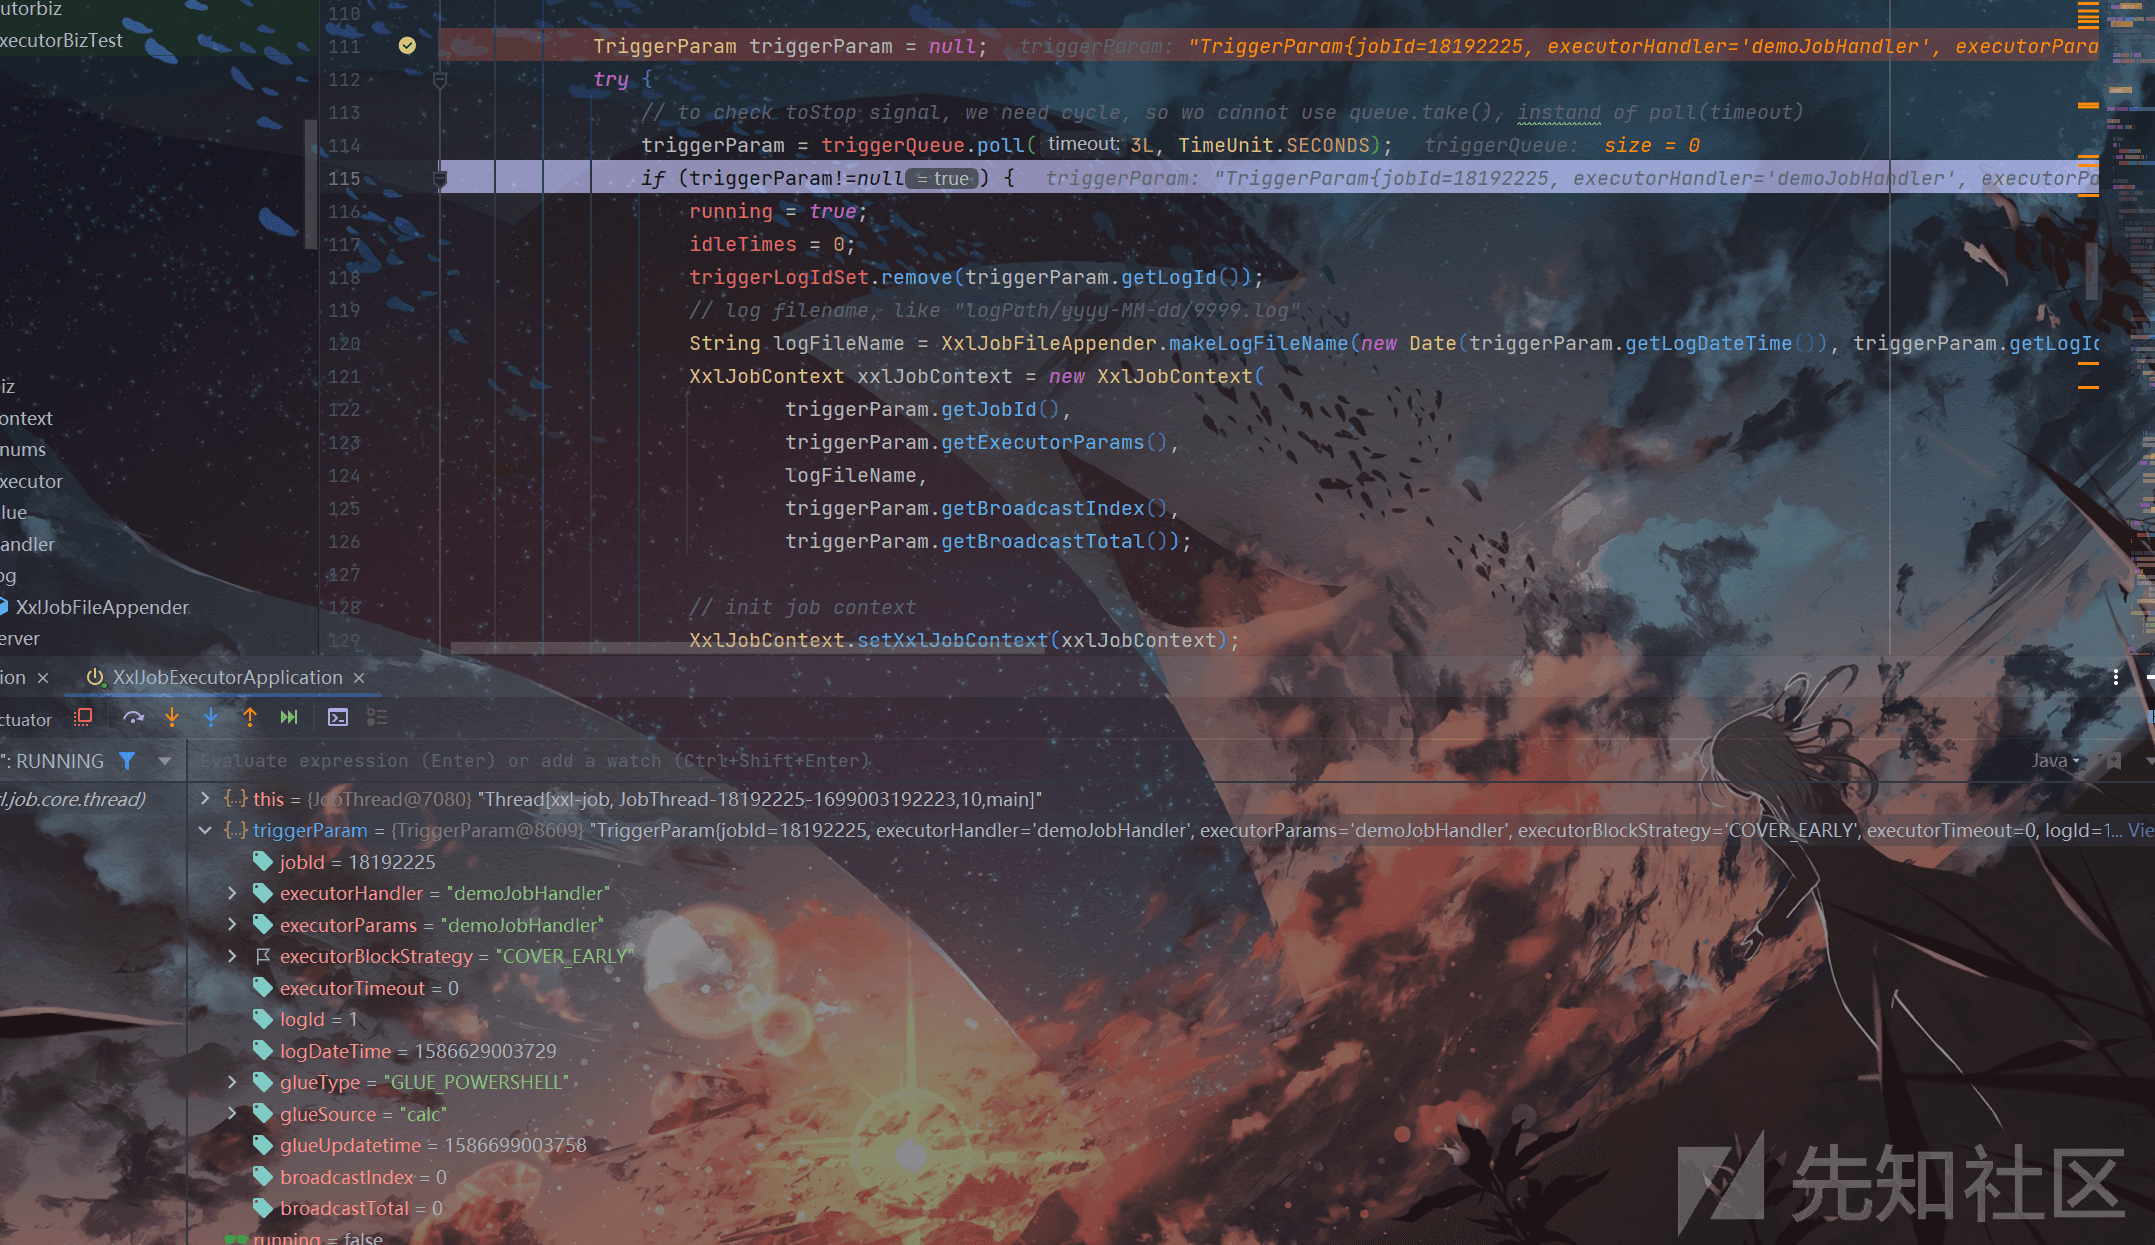 utorbiz
xecutorBizTest
110
111 TriggerParam triggerParam = null; triggerParam: "TriggerParam{jobId=18192225, executorHandler='demoJobHandler', executorPara
112 try {
113 // to check toStop signal, we need cycle, so wo cannot use queue.take(), instand of poll(timeout)
114 triggerParam = triggerQueue.poll( timeout: 3L, TimeUnit.SECONDS); triggerQueue: size = 0
115 if (triggerParam!=null = true ) { triggerParam: "TriggerParam{jobId=18192225, executorHandler='demoJobHandler', executorPa
116 running = true;
117 idleTimes = 0;
118 triggerLogIdSet.remove(triggerParam.getLogId());
119 // log filename, like "logPath/yyyy-MM-dd/9999.log"
120 String logFileName = XxlJobFileAppender.makeLogFileName(new Date(triggerParam.getLogDateTime()), triggerParam.getLogId
121 XxlJobContext xxlJobContext = new XxlJobContext(
122 triggerParam.getJobId(),
123 triggerParam.getExecutorParams(),
124 logFileName,
125 triggerParam.getBroadcastIndex(),
126 triggerParam.getBroadcastTotal());
127
128 // init job context
129 XxlJobContext.setXxlJobContext(xxlJobContext);
iz
ontext
nums
xecutor
lue
andler
og
XxlJobFileAppender
erver
ion × XxlJobExecutorApplication ×
ctuator
": RUNNING Evaluate expression (Enter) or add a watch (Ctrl+Shift+Enter) Java
l.job.core.thread)
this = {JobThread@7080} "Thread[xxl-job, JobThread-18192225-1699003192223,10,main]"
triggerParam = {TriggerParam@8609} "TriggerParam{jobId=18192225, executorHandler='demoJobHandler', executorParams='demoJobHandler', executorBlockStrategy='COVER_EARLY', executorTimeout=0, logId=1... Vie
jobId = 18192225
executorHandler = "demoJobHandler"
executorParams = "demoJobHandler"
executorBlockStrategy = "COVER_EARLY"
executorTimeout = 0
logId = 1
logDateTime = 1586629003729
glueType = "GLUE_POWERSHELL"
glueSource = "calc"
glueUpdatetime = 1586699003758
broadcastIndex = 0
broadcastTotal = 0
running = false
先知社区